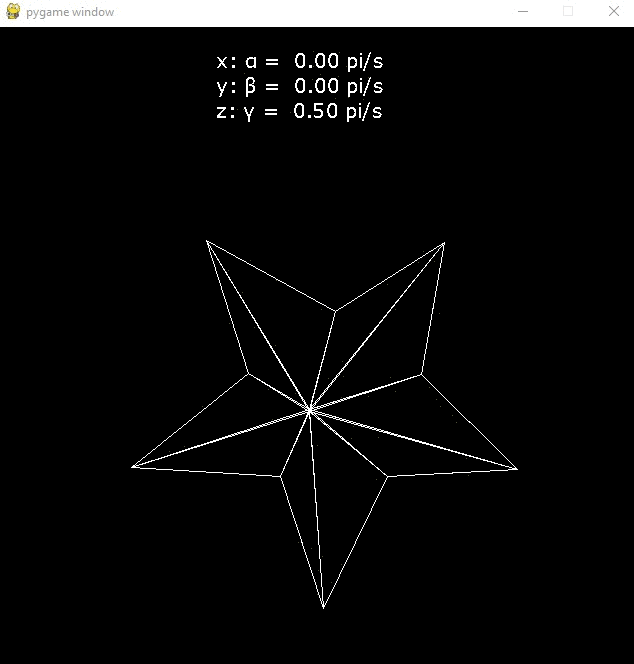 pygame window
x: α = 0.00 pi/s
y: β = 0.00 pi/s
z: γ = 0.50 pi/s